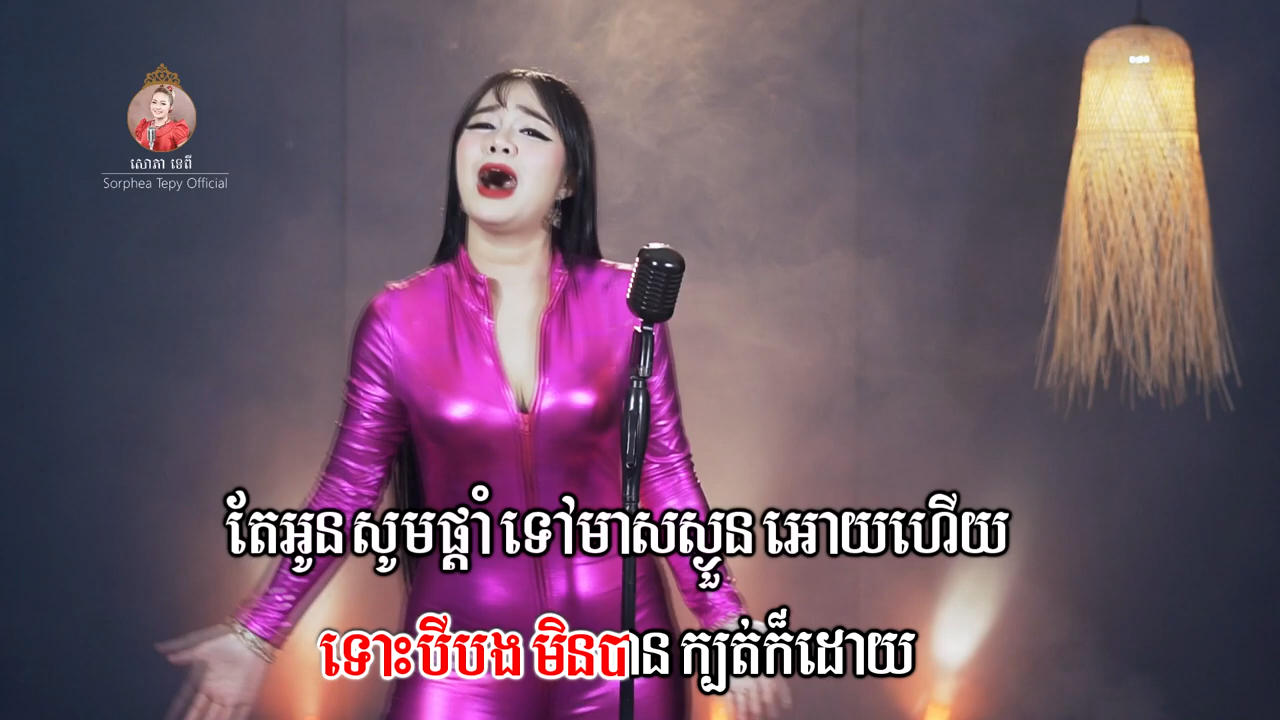 សោភា ទេពី
Sorphea Tepy Official
តែអូន សូមផ្ដាំ ទៅមាសស្ងួន អោយហើយ
ទោះបីបង មិនបាន ក្បត់ក៏ដោយ